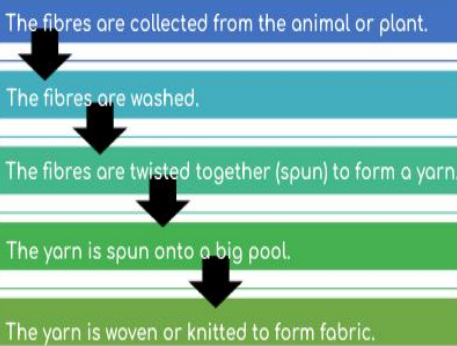 The fibres are collected from the animal or plant.
The fibres are washed.
The fibres are twisted together (spun) to form a yarn.
The yarn is spun onto a big pool.
The yarn is woven or knitted to form fabric.